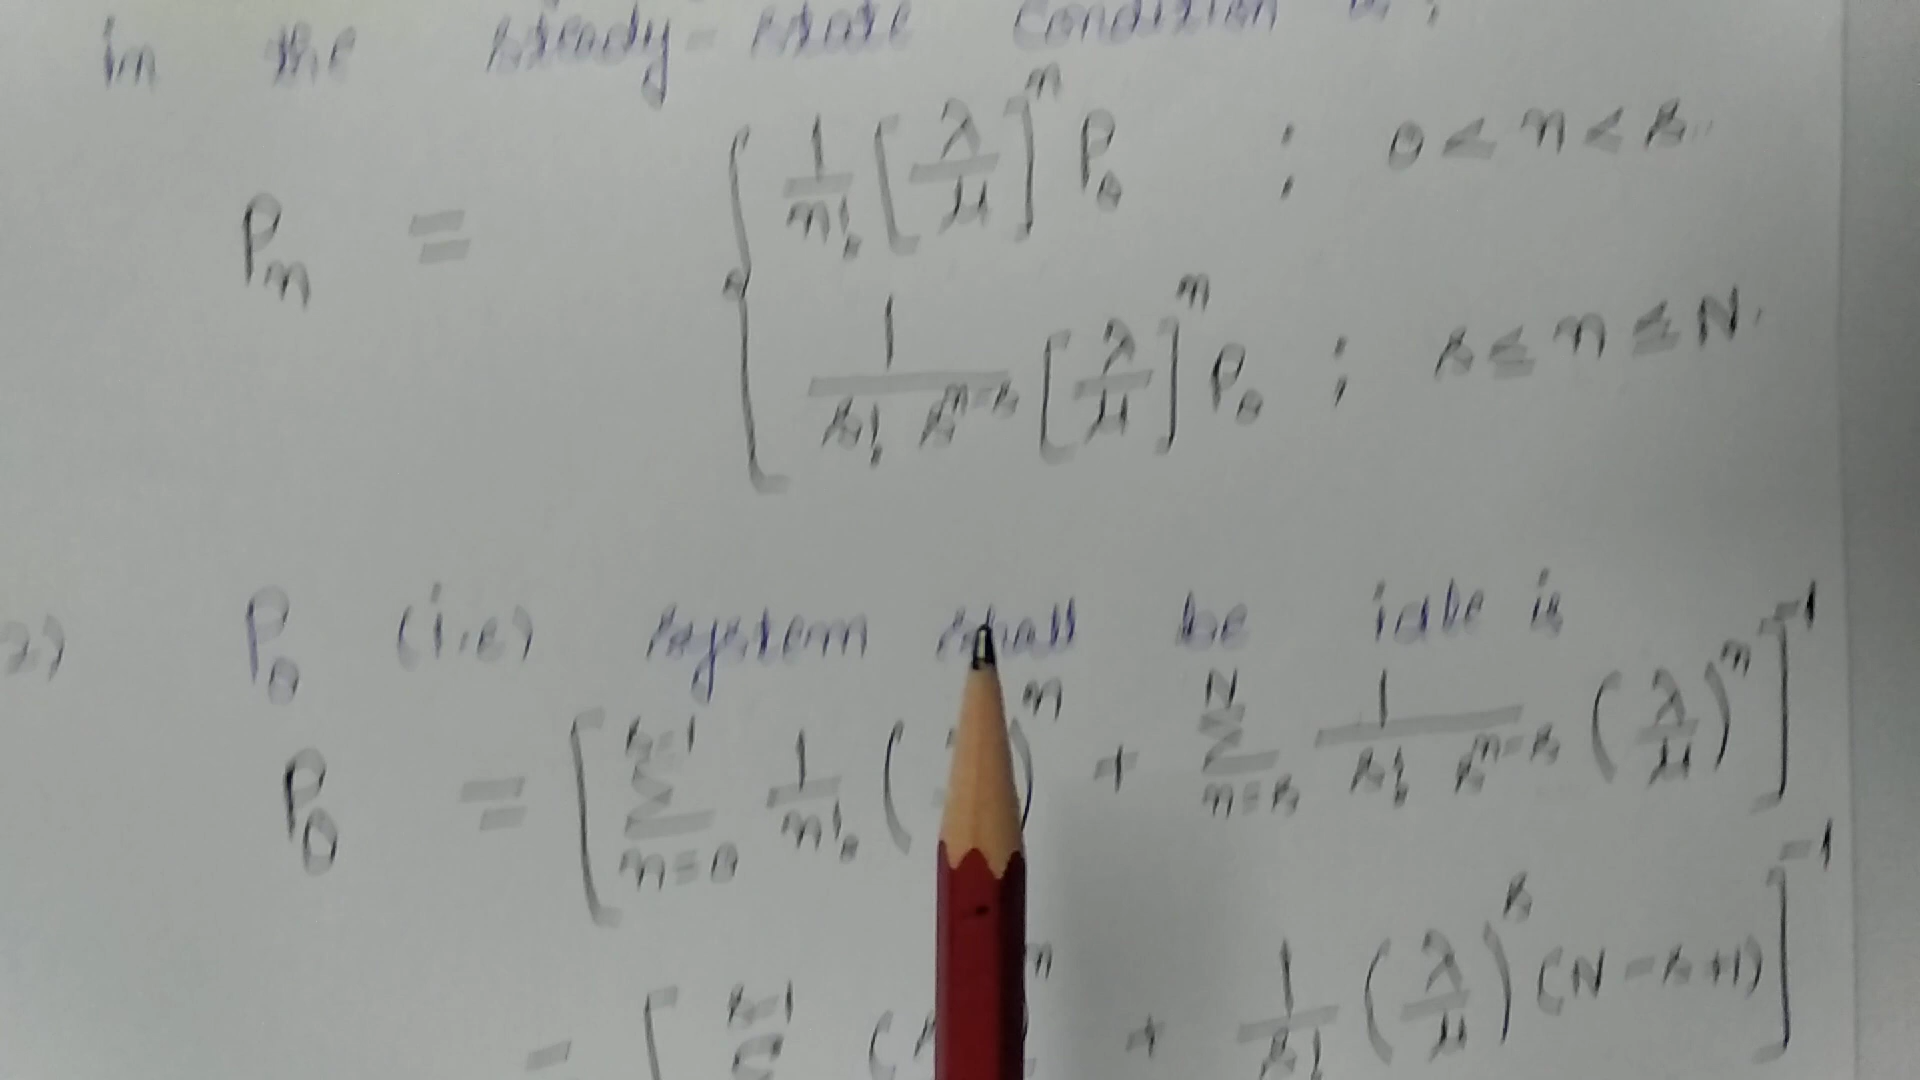 in the steady-state condition is,
Pn = { 1/n! [λ/μ]^n P0 ; 0 < n < s
1/(s! s^(n-s)) [λ/μ]^n P0 ; s ≤ n ≤ N.
2) P0 (i.e) system shall be idle is
P0 = [ Σ_{n=0}^{s-1} 1/n! ( )^n + Σ_{n=s}^{N} 1/(s! s^(n-s)) (λ/μ)^n ]^-1
= [ s-1 Σ ( )^n + 1/s! (λ/μ)^s (N-s+1) ]^-1